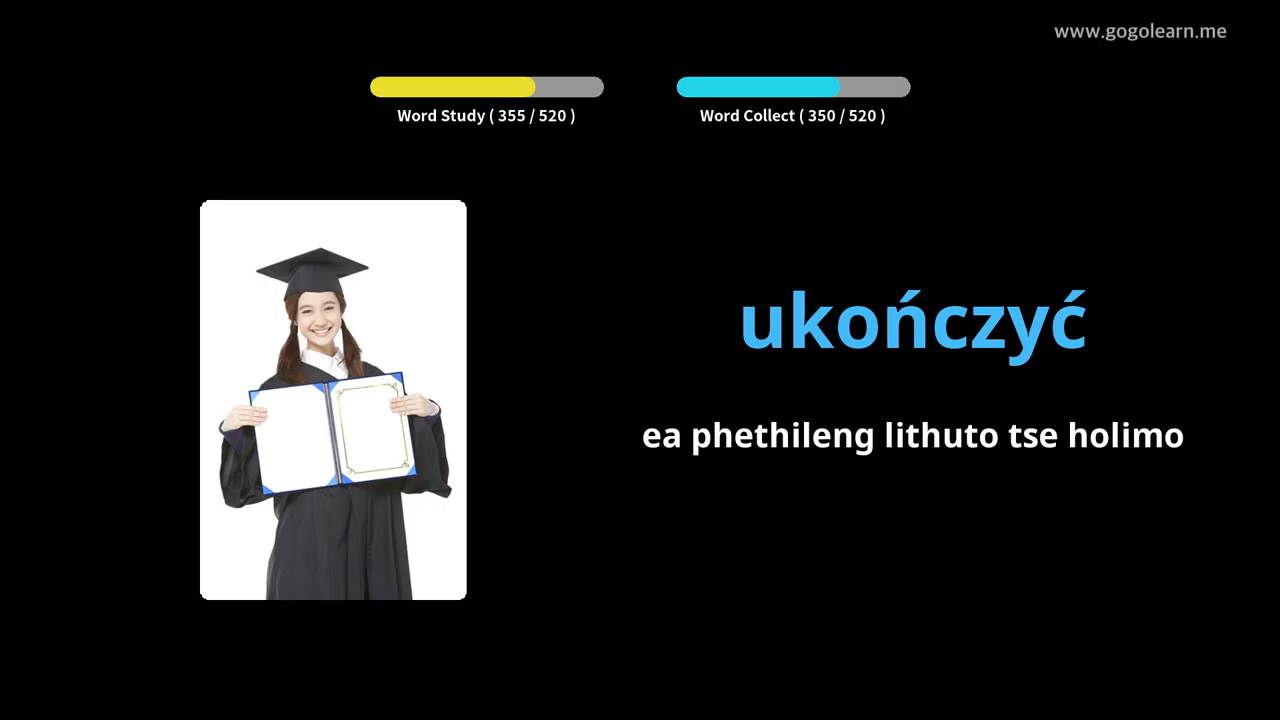 www.gogolearn.me
Word Study ( 355 / 520 )
Word Collect ( 350 / 520 )
ukończyć
ea phethileng lithuto tse holimo